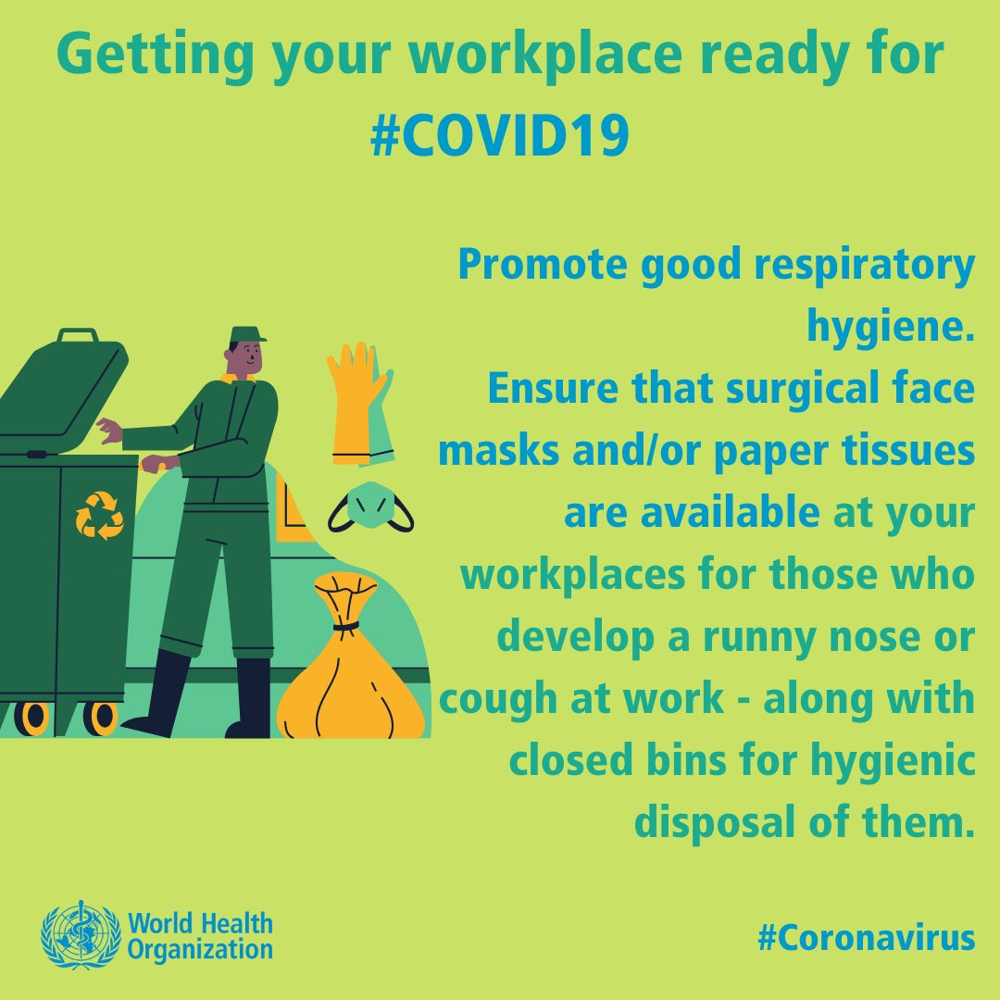 Getting your workplace ready for
#COVID19
Promote good respiratory
hygiene.
Ensure that surgical face
masks and/or paper tissues
are available at your
workplaces for those who
develop a runny nose or
cough at work - along with
closed bins for hygienic
disposal of them.
World Health
Organization
#Coronavirus